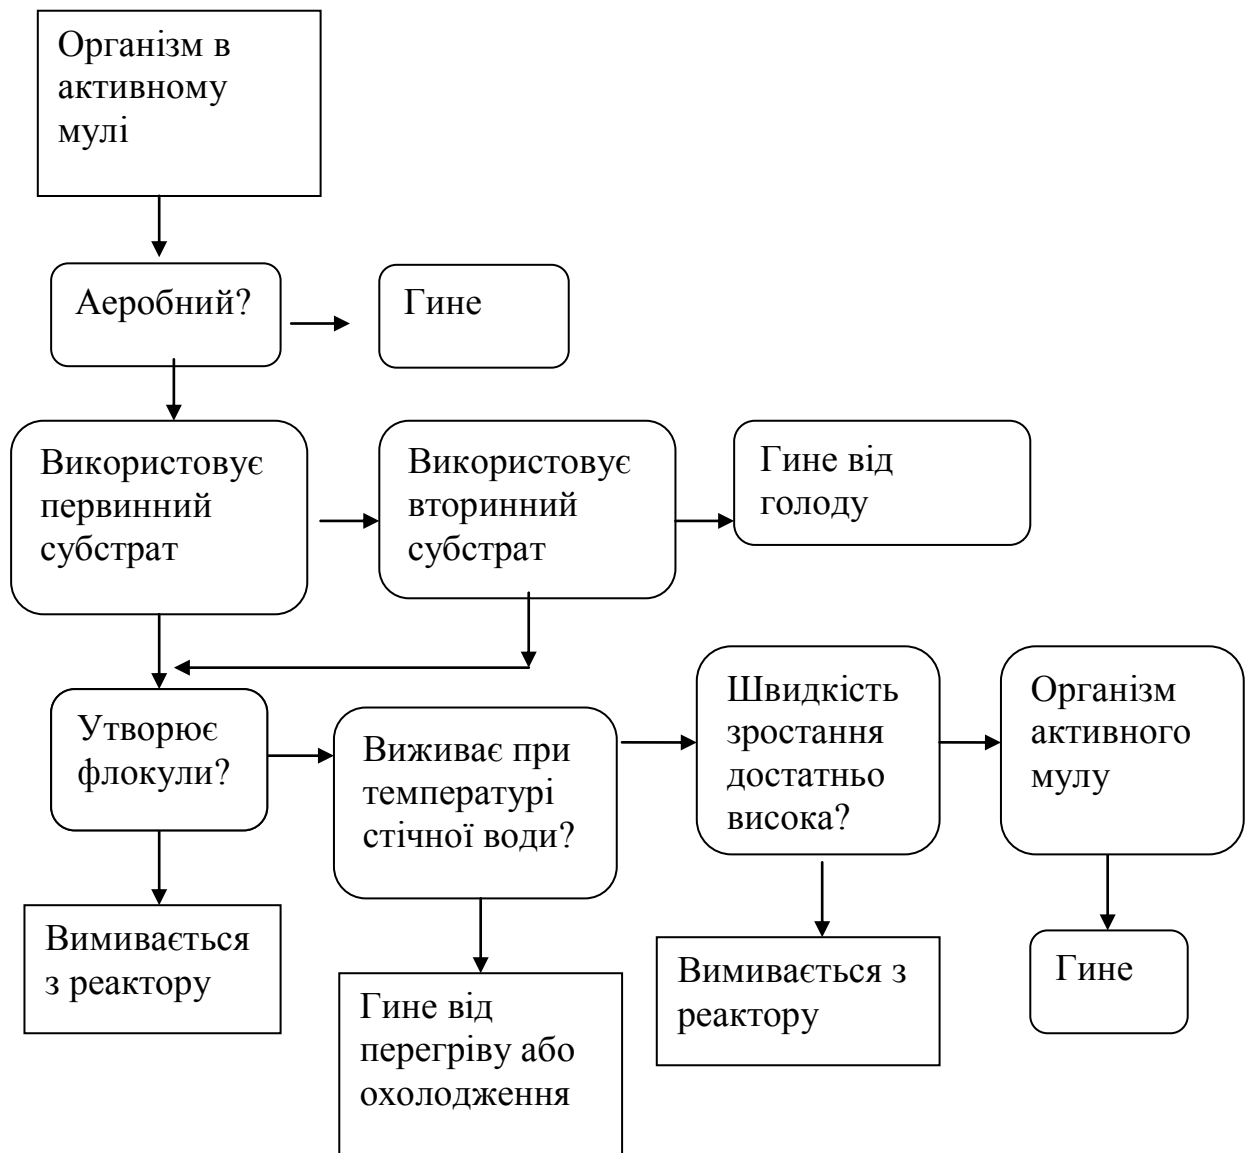 Організм в
активному
мулі
Аеробний?
Гине
Використовує
первинний
субстрат
Використовує
вторинний
субстрат
Гине від
голоду
Утворює
флокули?
Виживає при
температурі
стічної води?
Швидкість
зростання
достатньо
висока?
Організм
активного
мулу
Вимивається
з реактору
Гине від
перегріву або
охолодження
Вимивається з
реактору
Гине